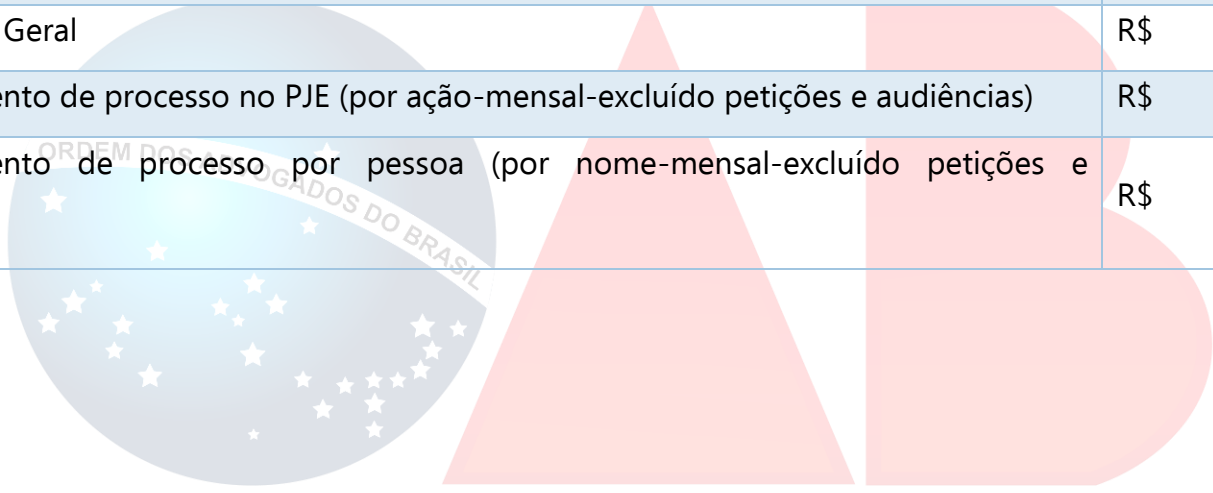 Geral R$
ento de processo no PJE (por ação-mensal-excluído petições e audiências) R$
ento de processo por pessoa (por nome-mensal-excluído petições e
R$
ORDEM DOS ADVOGADOS DO BRASIL
OAB